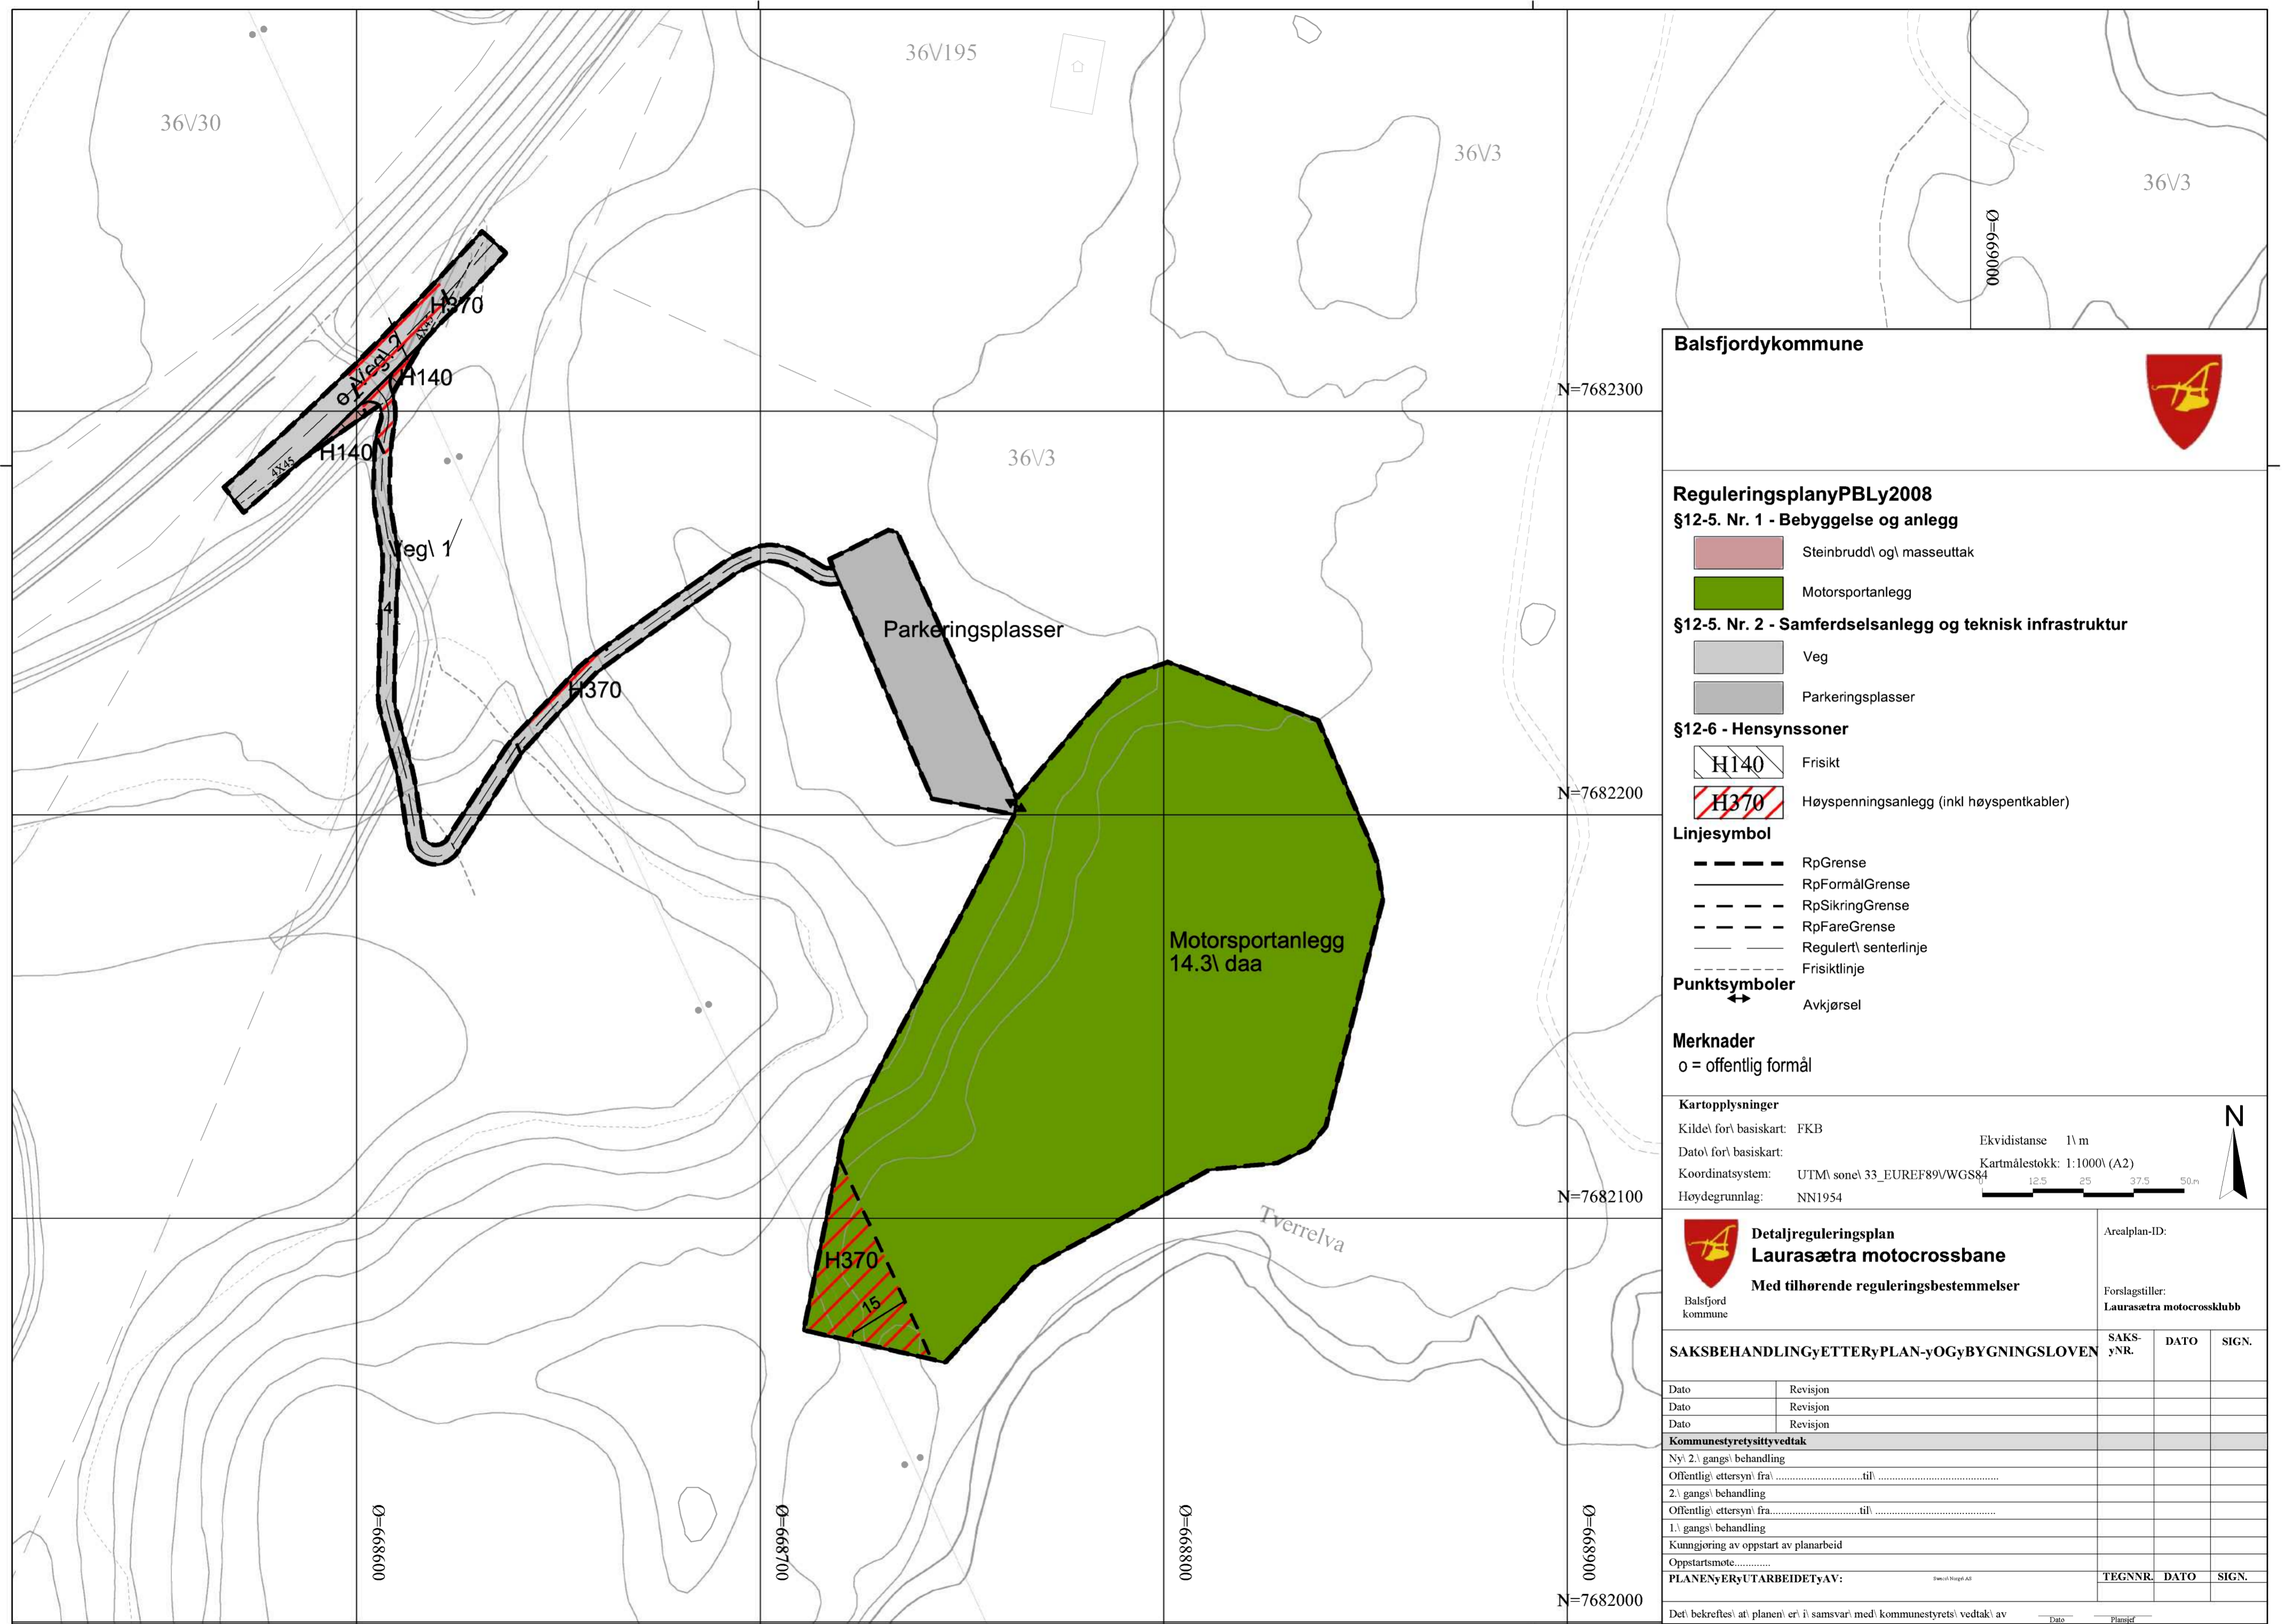 36\/195
36\/30
36\/3
36\/3
Ø=669000
H370
4X45
o\ Veg\ 2
H140
N=7682300
H140
4X45
36\/3
Veg\ 1
4
Parkeringsplasser
H370
N=7682200
Motorsportanlegg
14.3\ daa
N=7682100
Tverrelva
H370
15
Ø=668600
Ø=668700
Ø=668800
Ø=668900
N=7682000
Balsfjordykommune
ReguleringsplanyPBLy2008
§12-5. Nr. 1 - Bebyggelse og anlegg
Steinbrudd\ og\ masseuttak
Motorsportanlegg
§12-5. Nr. 2 - Samferdselsanlegg og teknisk infrastruktur
Veg
Parkeringsplasser
§12-6 - Hensynssoner
H140 Frisikt
H370 Høyspenningsanlegg (inkl høyspentkabler)
Linjesymbol
RpGrense
RpFormålGrense
RpSikringGrense
RpFareGrense
Regulert\ senterlinje
Frisiktlinje
Punktsymboler
Avkjørsel
Merknader
o = offentlig formål
Kartopplysninger
Kilde\ for\ basiskart: FKB
Dato\ for\ basiskart:
Koordinatsystem: UTM\ sone\ 33_EUREF89\/WGS84
Høydegrunnlag: NN1954
Ekvidistanse 1\ m
Kartmålestokk: 1:1000\ (A2)
12.5 25 37.5 50m
N
Balsfjord
kommune
Detaljreguleringsplan
Laurasætra motocrossbane
Med tilhørende reguleringsbestemmelser
Arealplan-ID:
Forslagstiller:
Laurasætra motocrossklubb
SAKSBEHANDLINGyETTERyPLAN-yOGyBYGNINGSLOVEN
SAKS-
yNR. DATO SIGN.
Dato Revisjon
Dato Revisjon
Dato Revisjon
Kommunestyretysittyvedtak
Ny\ 2.\ gangs\ behandling
Offentlig\ ettersyn\ fra\ ...............................til\ ...........................................
2.\ gangs\ behandling
Offentlig\ ettersyn\ fra................................til\ ...........................................
1.\ gangs\ behandling
Kunngjøring av oppstart av planarbeid
Oppstartsmøte.............
PLANENyERyUTARBEIDETyAV:
TEGNNR. DATO SIGN.
Det\ bekreftes\ at\ planen\ er\ i\ samsvar\ med\ kommunestyrets\ vedtak\ av
Dato Plansjef